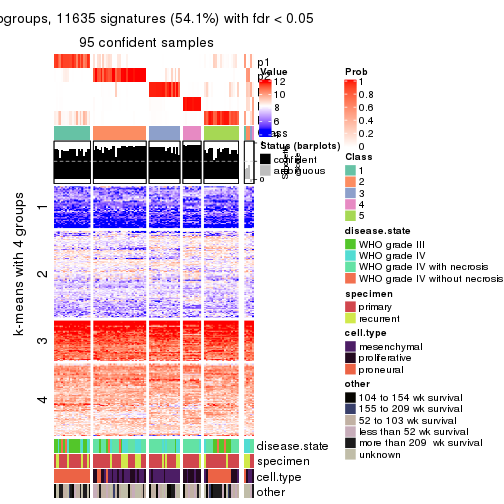 ogroups, 11635 signatures (54.1%) with fdr < 0.05
95 confident samples
p1
Value
12
10
8
6
Prob
1
0.8
0.6
0.4
0.2
0
Status (barplots)
confident
ambiguous
0
Class
1
2
3
4
5
k-means with 4 groups
1
2
3
4
disease.state
WHO grade III
WHO grade IV
WHO grade IV with necrosis
WHO grade IV without necrosis
specimen
primary
recurrent
cell.type
mesenchymal
proliferative
proneural
other
104 to 154 wk survival
155 to 209 wk survival
52 to 103 wk survival
less than 52 wk survival
more than 209 wk survival
unknown
disease.state
specimen
cell.type
other